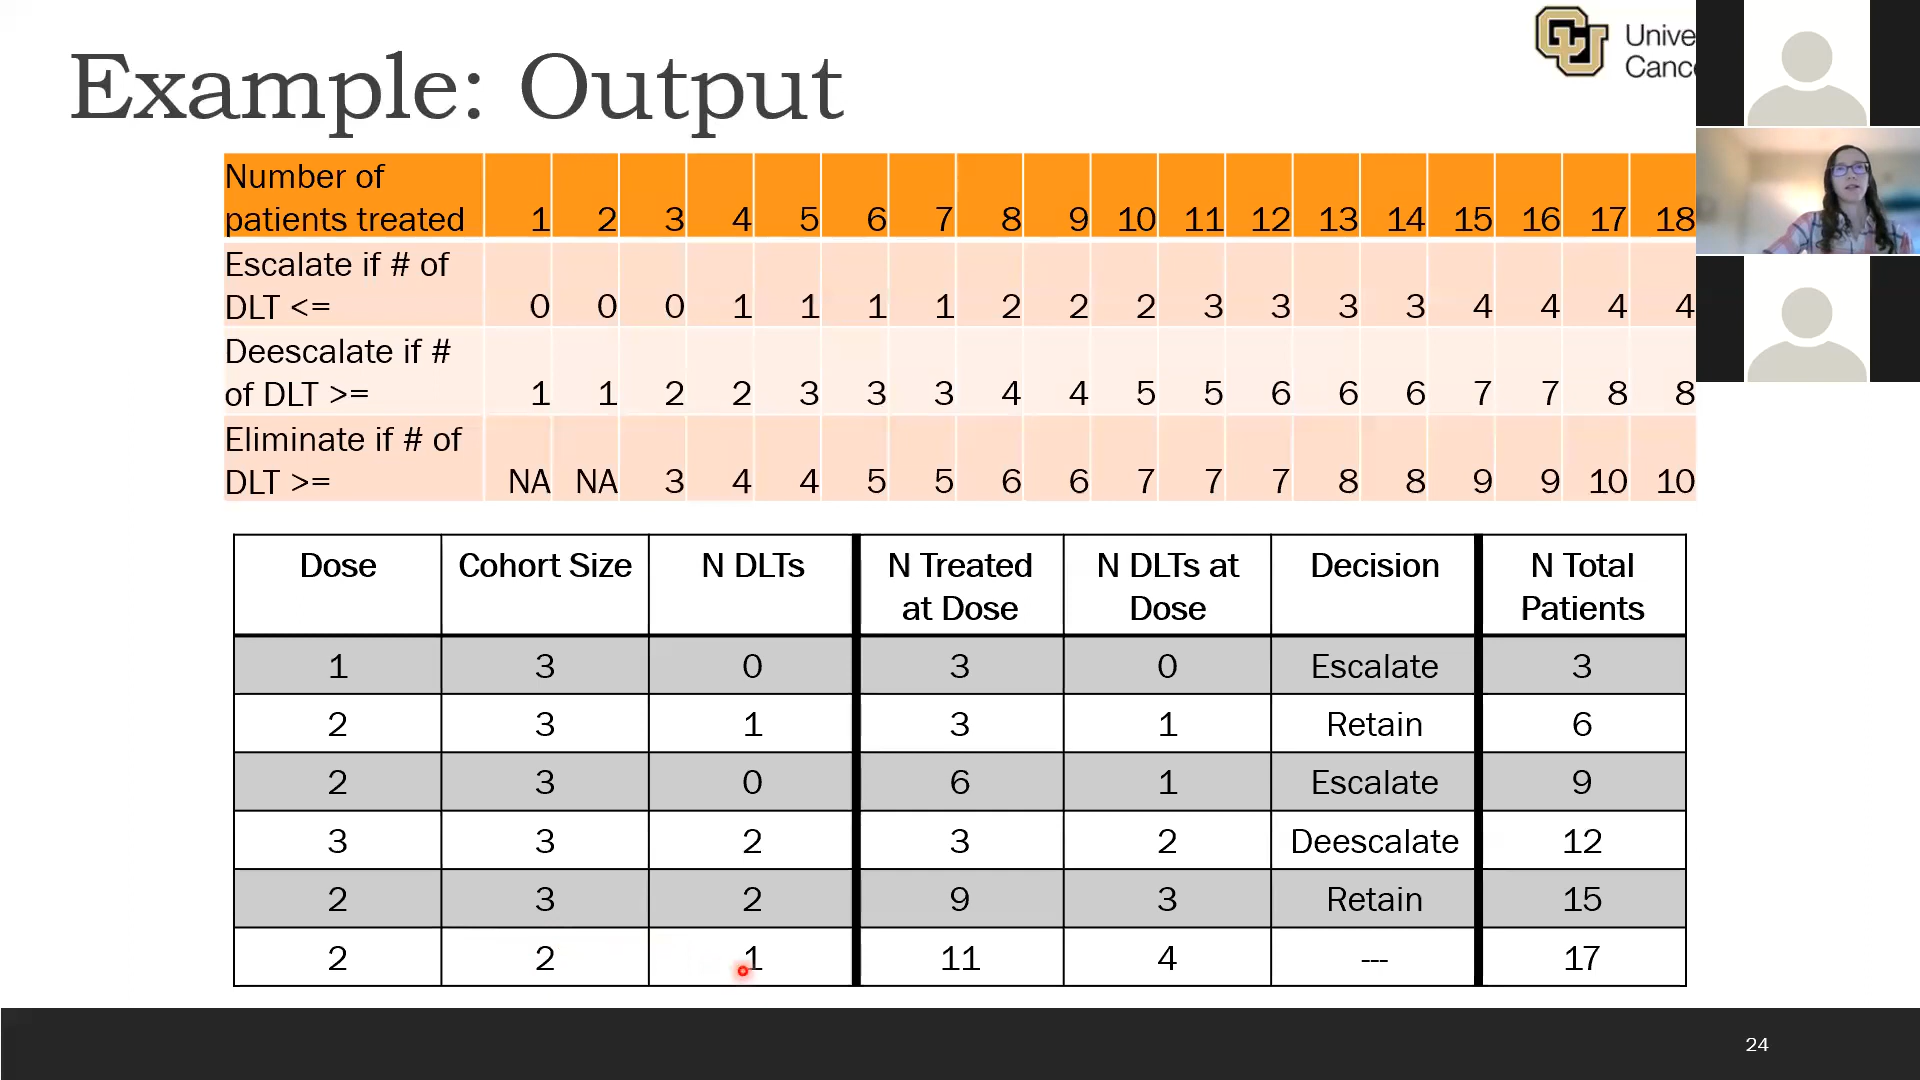 Example: Output
Unive
Canc
Number of
patients treated 1 2 3 4 5 6 7 8 9 10 11 12 13 14 15 16 17 18
Escalate if # of
DLT <= 0 0 0 1 1 1 1 2 2 2 3 3 3 3 4 4 4 4
Deescalate if #
of DLT >= 1 1 2 2 3 3 3 4 4 5 5 6 6 6 7 7 8 8
Eliminate if # of
DLT >= NA NA 3 4 4 5 5 6 6 7 7 7 8 8 9 9 10 10
Dose Cohort Size N DLTs N Treated at Dose N DLTs at Dose Decision N Total Patients
1 3 0 3 0 Escalate 3
2 3 1 3 1 Retain 6
2 3 0 6 1 Escalate 9
3 3 2 3 2 Deescalate 12
2 3 2 9 3 Retain 15
2 2 1 11 4 --- 17
24